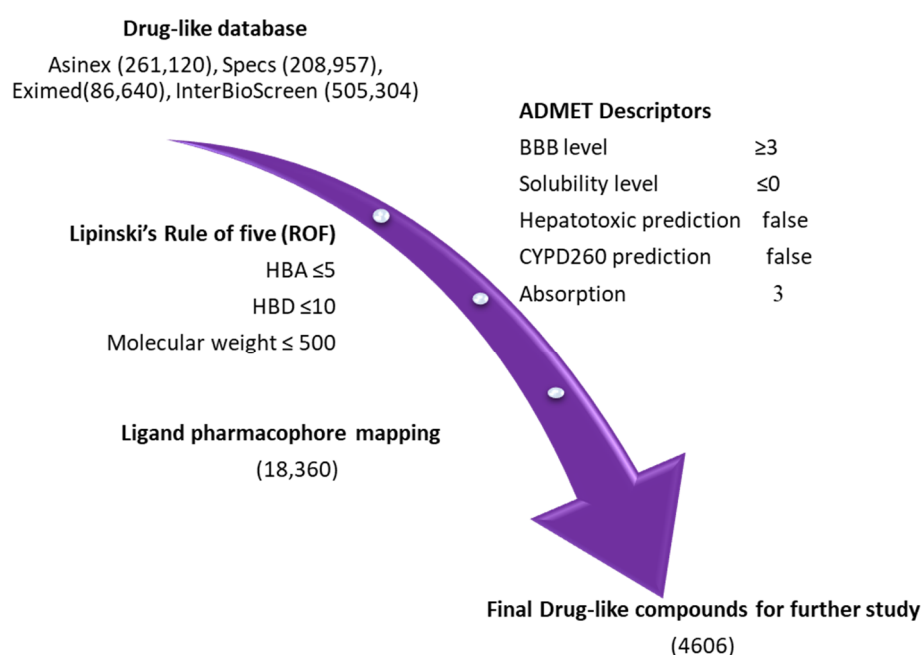 Drug-like database
Asinex (261,120), Specs (208,957),
Eximed(86,640), InterBioScreen (505,304)
ADMET Descriptors
BBB level ≥3
Solubility level ≤0
Hepatotoxic prediction false
CYPD260 prediction false
Absorption 3
Lipinski's Rule of five (ROF)
HBA ≤5
HBD ≤10
Molecular weight ≤ 500
Ligand pharmacophore mapping
(18,360)
Final Drug-like compounds for further study
(4606)